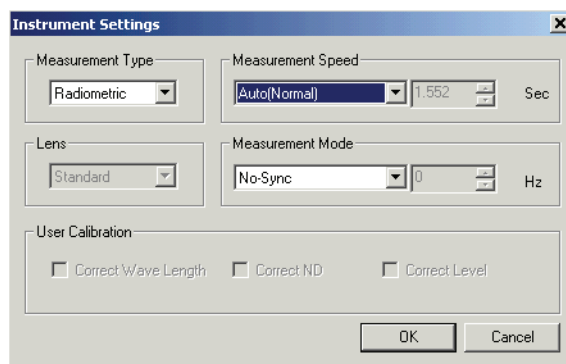 Instrument Settings
Measurement Type
Measurement Speed
Radiometric
Auto(Normal)
1.552
Sec
Lens
Measurement Mode
Standard
No-Sync
0
Hz
User Calibration
Correct Wave Length
Correct ND
Correct Level
OK
Cancel